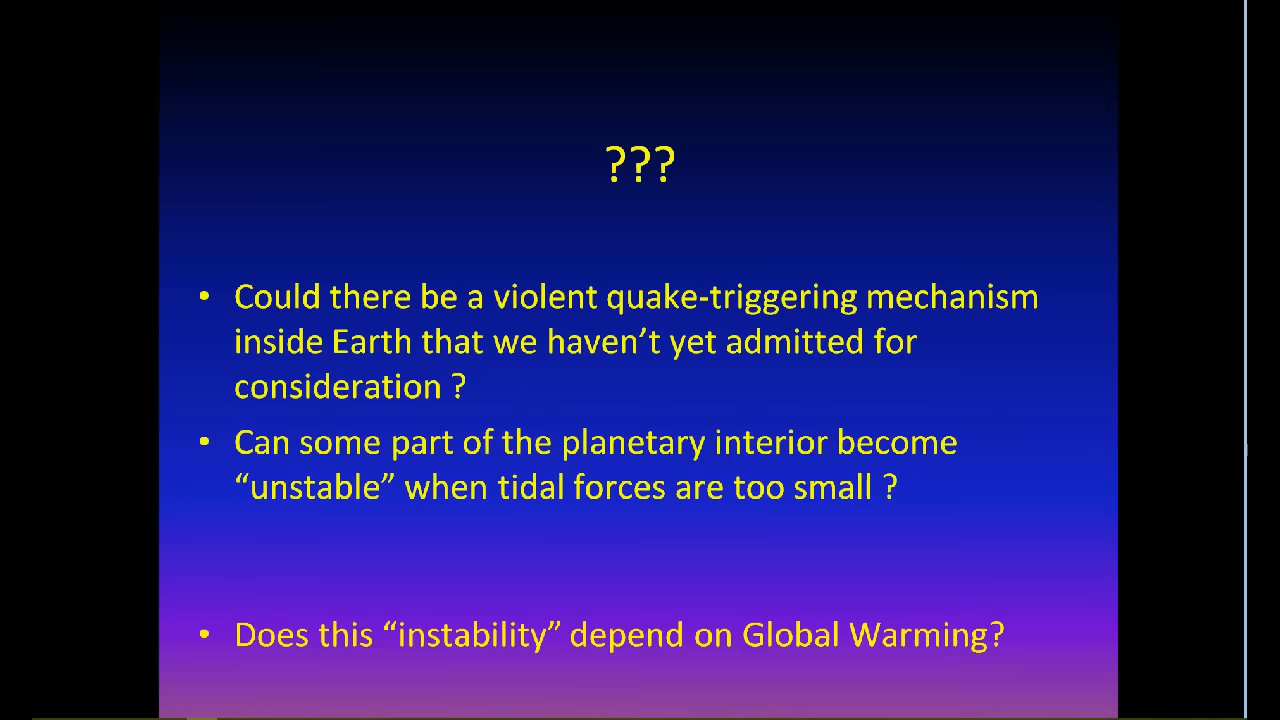 ???
• Could there be a violent quake-triggering mechanism
inside Earth that we haven’t yet admitted for
consideration ?
• Can some part of the planetary interior become
“unstable” when tidal forces are too small ?
• Does this “instability” depend on Global Warming?